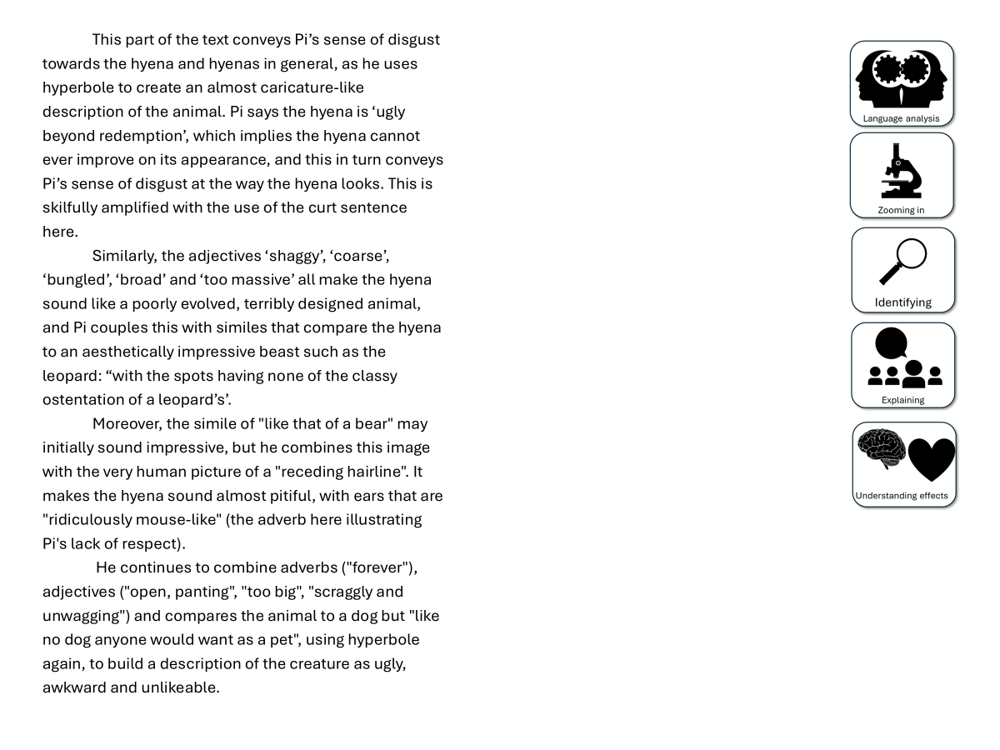 This part of the text conveys Pi’s sense of disgust
towards the hyena and hyenas in general, as he uses
hyperbole to create an almost caricature-like
description of the animal. Pi says the hyena is ‘ugly
beyond redemption’, which implies the hyena cannot
ever improve on its appearance, and this in turn conveys
Pi’s sense of disgust at the way the hyena looks. This is
skilfully amplified with the use of the curt sentence
here.
Similarly, the adjectives ‘shaggy’, ‘coarse’,
‘bungled’, ‘broad’ and ‘too massive’ all make the hyena
sound like a poorly evolved, terribly designed animal,
and Pi couples this with similes that compare the hyena
to an aesthetically impressive beast such as the
leopard: “with the spots having none of the classy
ostentation of a leopard’s’.
Moreover, the simile of "like that of a bear" may
initially sound impressive, but he combines this image
with the very human picture of a "receding hairline". It
makes the hyena sound almost pitiful, with ears that are
"ridiculously mouse-like" (the adverb here illustrating
Pi's lack of respect).
He continues to combine adverbs ("forever"),
adjectives ("open, panting", "too big", "scraggly and
unwagging") and compares the animal to a dog but "like
no dog anyone would want as a pet", using hyperbole
again, to build a description of the creature as ugly,
awkward and unlikeable.
Language analysis
Zooming in
Identifying
Explaining
Understanding effects